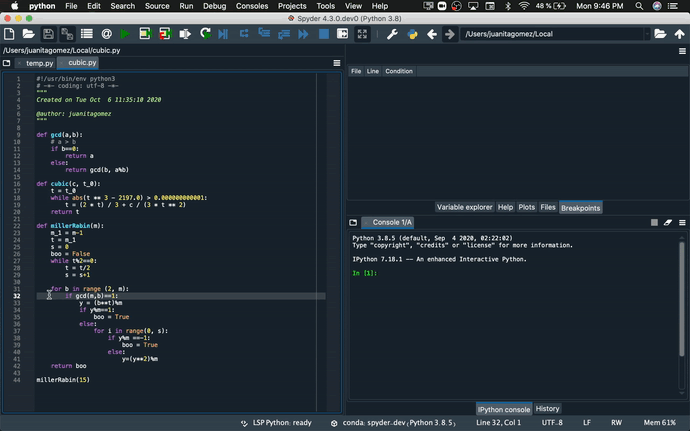 python File Edit Search Source Run Debug Consoles Projects Tools View Help 48 % Mon 9:46 PM
Spyder 4.3.0.dev0 (Python 3.8)
/Users/juanitagomez/Local
/Users/juanitagomez/Local/cubic.py
temp.py cubic.py
1 #!/usr/bin/env python3
2 # -*- coding: utf-8 -*-
3 """
4 Created on Tue Oct  6 11:35:10 2020
5
6 @author: juanitagomez
7 """
8
9 def gcd(a,b):
10     # a > b
11     if b==0:
12         return a
13     else:
14         return gcd(b, a%b)
15
16 def cubic(c, t_0):
17     t = t_0
18     while abs(t ** 3 - 2197.0) > 0.000000000001:
19         t = (2 * t) / 3 + c / (3 * t ** 2)
20     return t
21
22 def millerRabin(m):
23     m_1 = m-1
24     t = m_1
25     s = 0
26     boo = False
27     while t%2==0:
28         t = t/2
29         s = s+1
30
31     for b in range (2, m):
32         if gcd(m,b)==1:
33             y = (b**t)%m
34             if y%m==1:
35                 boo = True
36             else:
37                 for i in range(0, s):
38                     if y%m ==-1:
39                         boo = True
40                     else:
41                         y=(y**2)%m
42     return boo
43
44 millerRabin(15)
File Line Condition
Variable explorer Help Plots Files Breakpoints
Console 1/A
Python 3.8.5 (default, Sep  4 2020, 02:22:02)
Type "copyright", "credits" or "license" for more information.
IPython 7.18.1 -- An enhanced Interactive Python.
In [1]:
IPython console History
LSP Python: ready conda: spyder-dev (Python 3.8.5) Line 32, Col 1 UTF-8 LF RW Mem 61%